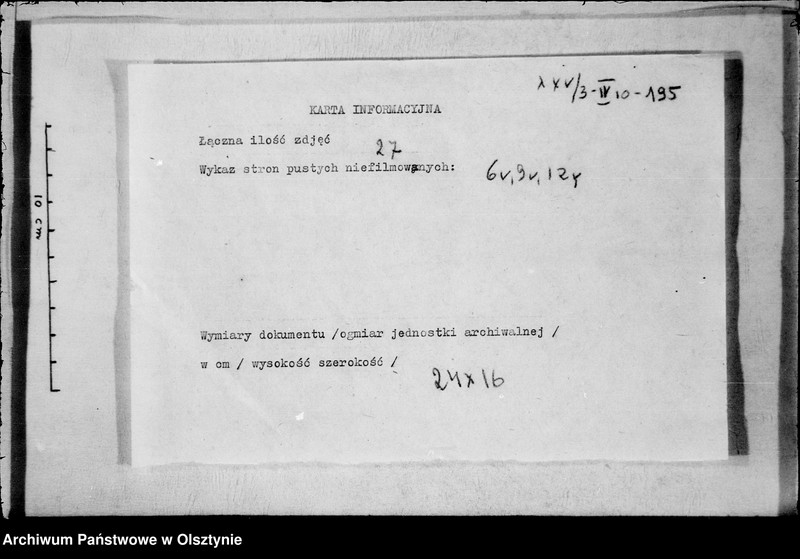 XXV/3-IV 10-195
KARTA INFORMACYJNA
Łączna ilość zdjęć 27
Wykaz stron pustych niefilmowanych: 6v, 9v, 12v
Wymiary dokumentu /ogmiar jednostki archiwalnej /
w cm / wysokość szerokość / 24x16
10 cm
Archiwum Państwowe w Olsztynie